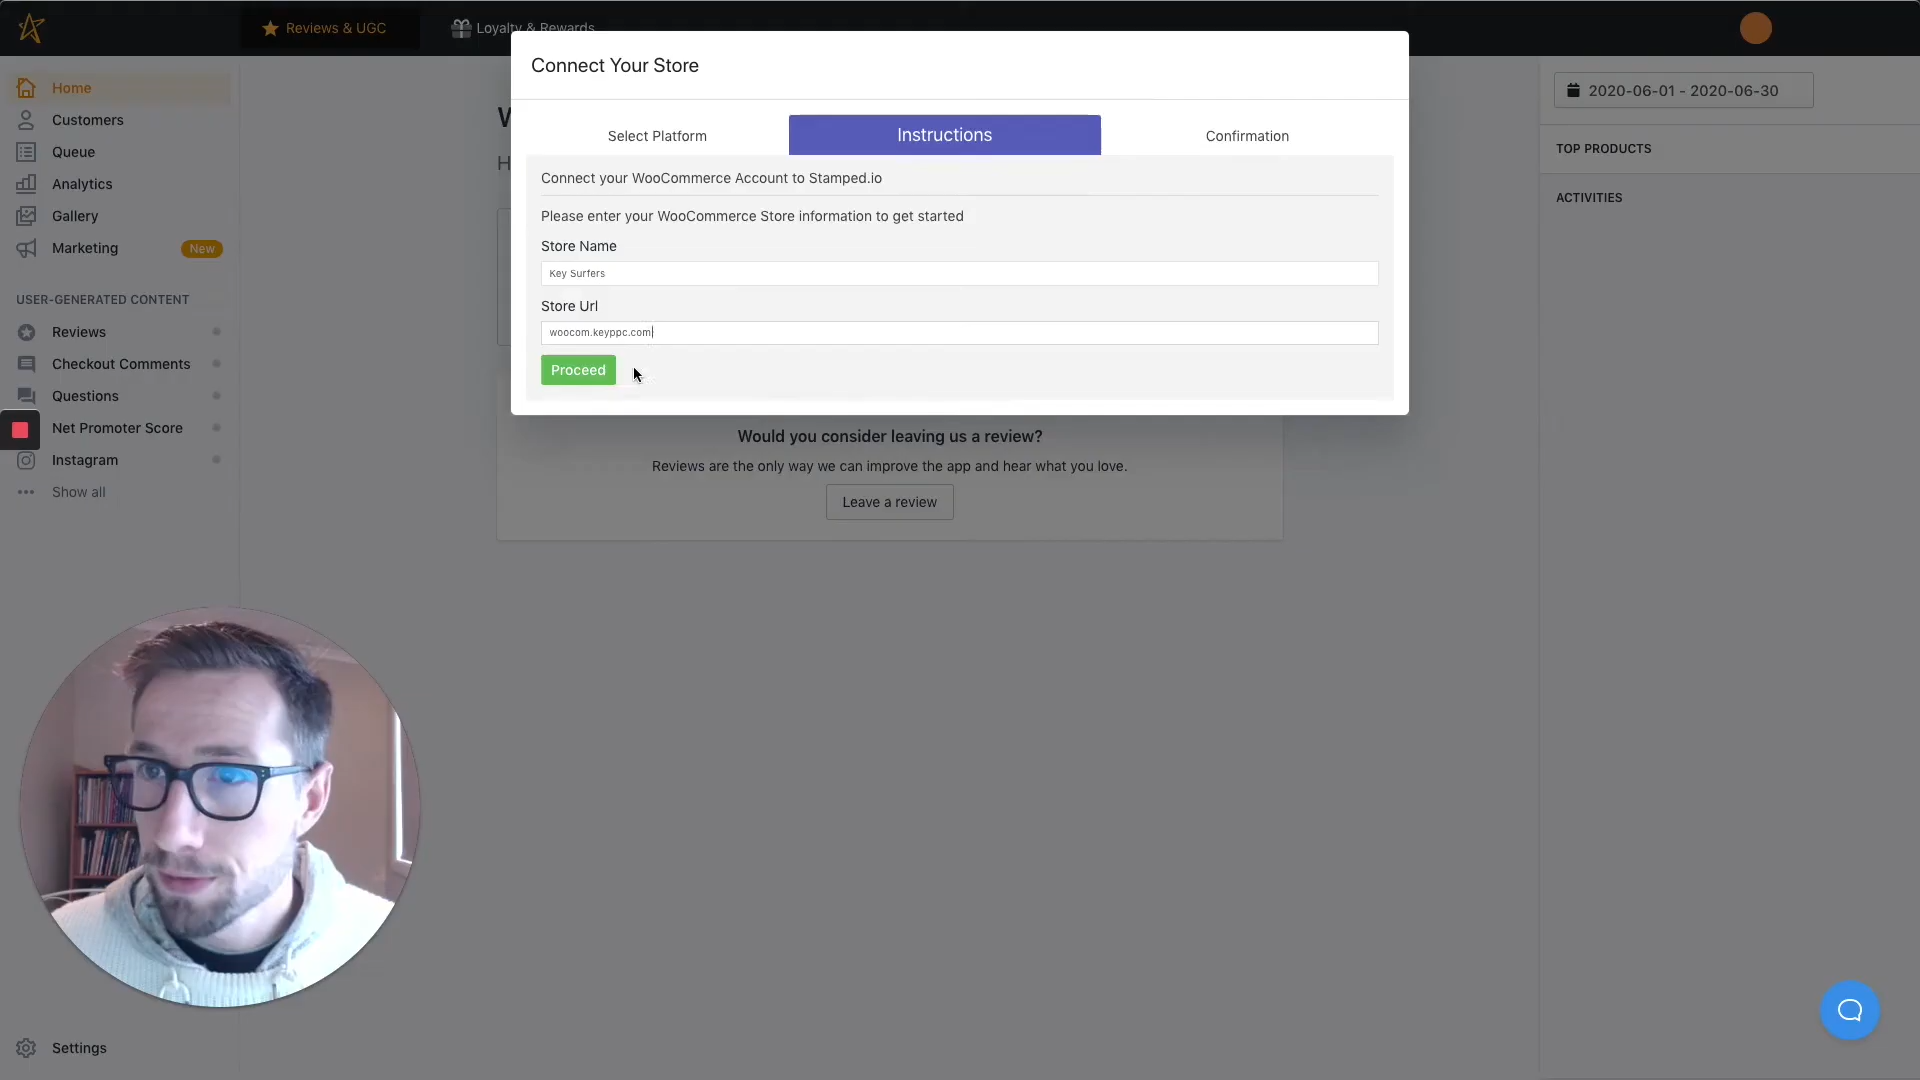 Reviews & UGC
Loyalty & Rewards
Home
Customers
Queue
Analytics
Gallery
Marketing
New
USER-GENERATED CONTENT
Reviews
Checkout Comments
Questions
Net Promoter Score
Instagram
Show all
Settings
Connect Your Store
Select Platform
Instructions
Confirmation
Connect your WooCommerce Account to Stamped.io
Please enter your WooCommerce Store information to get started
Store Name
Key Surfers
Store Url
woocom.keyppc.com
Proceed
Would you consider leaving us a review?
Reviews are the only way we can improve the app and hear what you love.
Leave a review
2020-06-01 - 2020-06-30
TOP PRODUCTS
ACTIVITIES